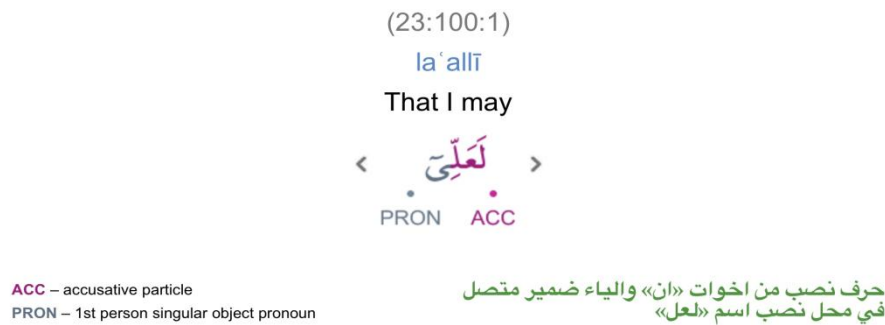 (23:100:1)
laʿallī
That I may
لَعَلِّىٓ
PRON ACC
ACC – accusative particle
PRON – 1st person singular object pronoun
حرف نصب من اخوات «ان» والياء ضمير متصل
في محل نصب اسم «لعل»